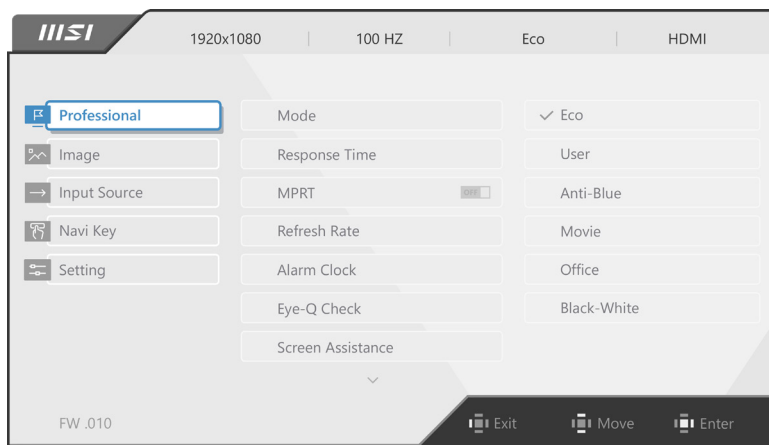 MSI
1920x1080 100 HZ Eco HDMI
Professional
Image
Input Source
Navi Key
Setting
Mode
Response Time
MPRT OFF
Refresh Rate
Alarm Clock
Eye-Q Check
Screen Assistance
Eco
User
Anti-Blue
Movie
Office
Black-White
FW .010
Exit Move Enter